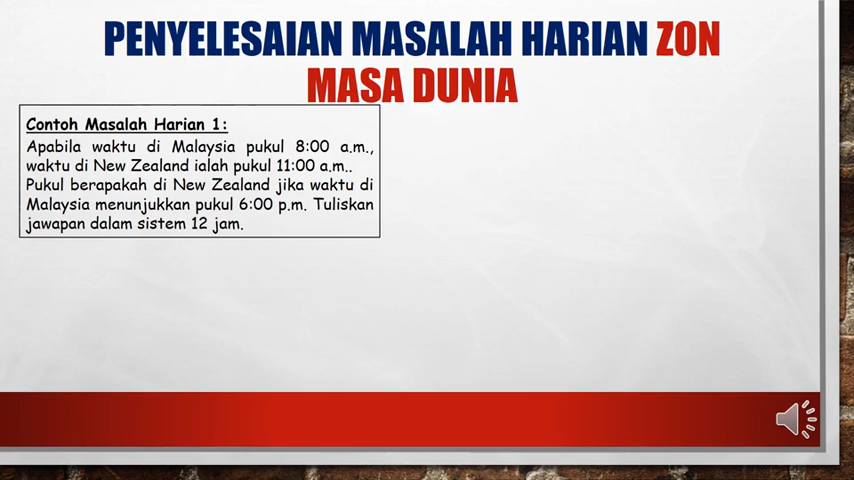 PENYELESAIAN MASALAH HARIAN ZON
MASA DUNIA
Contoh Masalah Harian 1:
Apabila waktu di Malaysia pukul 8:00 a.m.,
waktu di New Zealand ialah pukul 11:00 a.m..
Pukul berapakah di New Zealand jika waktu di
Malaysia menunjukkan pukul 6:00 p.m. Tuliskan
jawapan dalam sistem 12 jam.